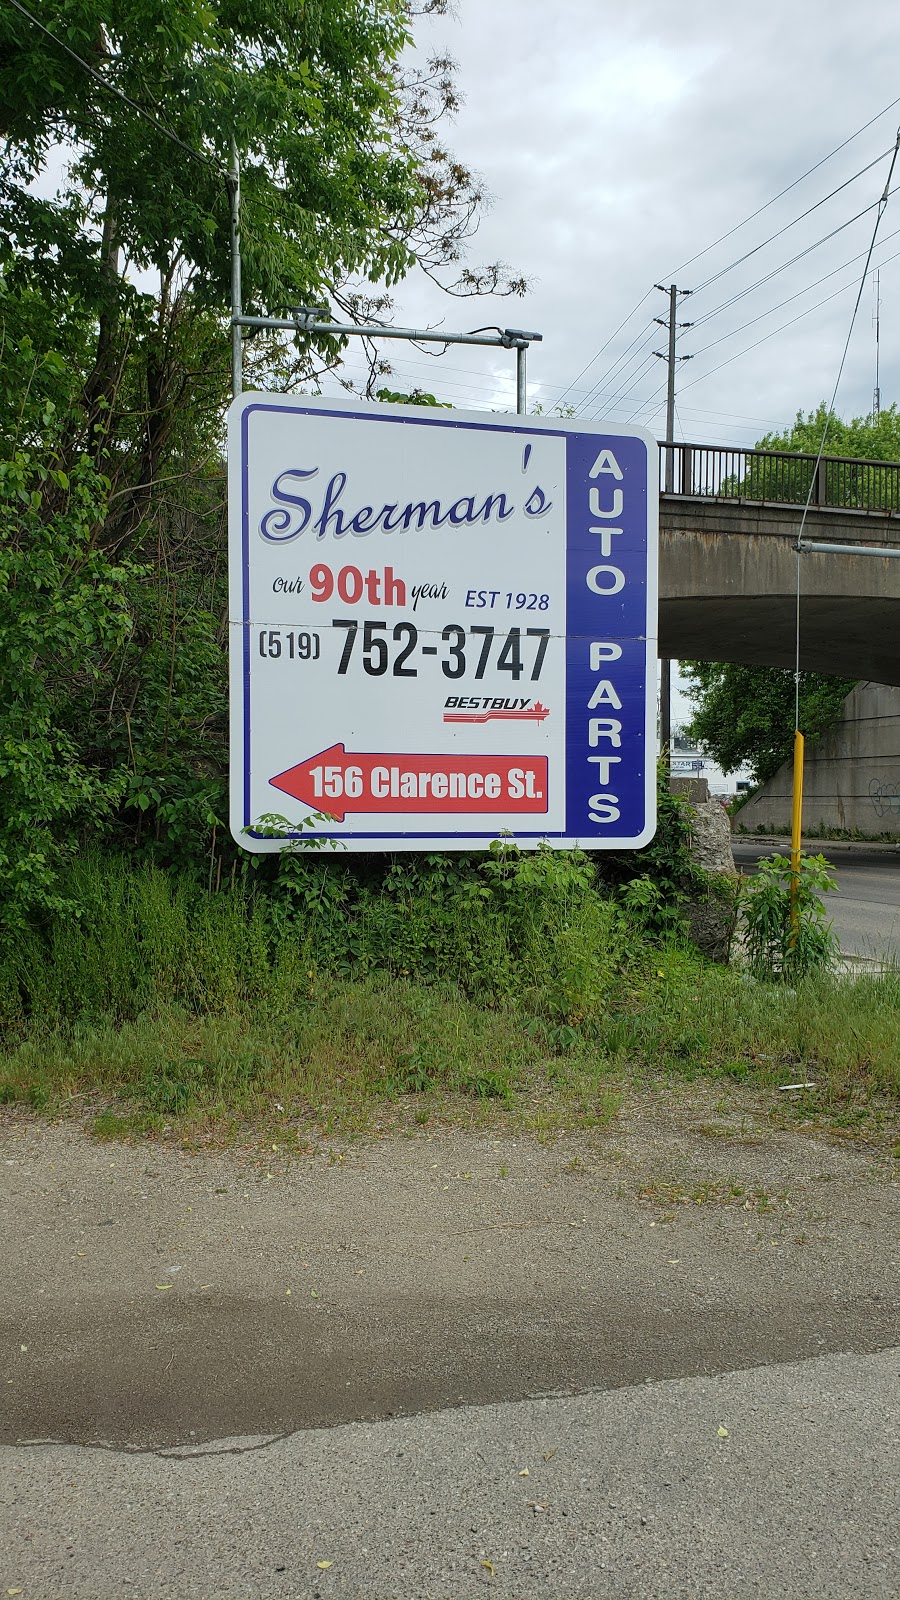 Sherman's
our 90th year EST 1928
(519) 752-3747
BESTBUY
156 Clarence St.
AUTO PARTS